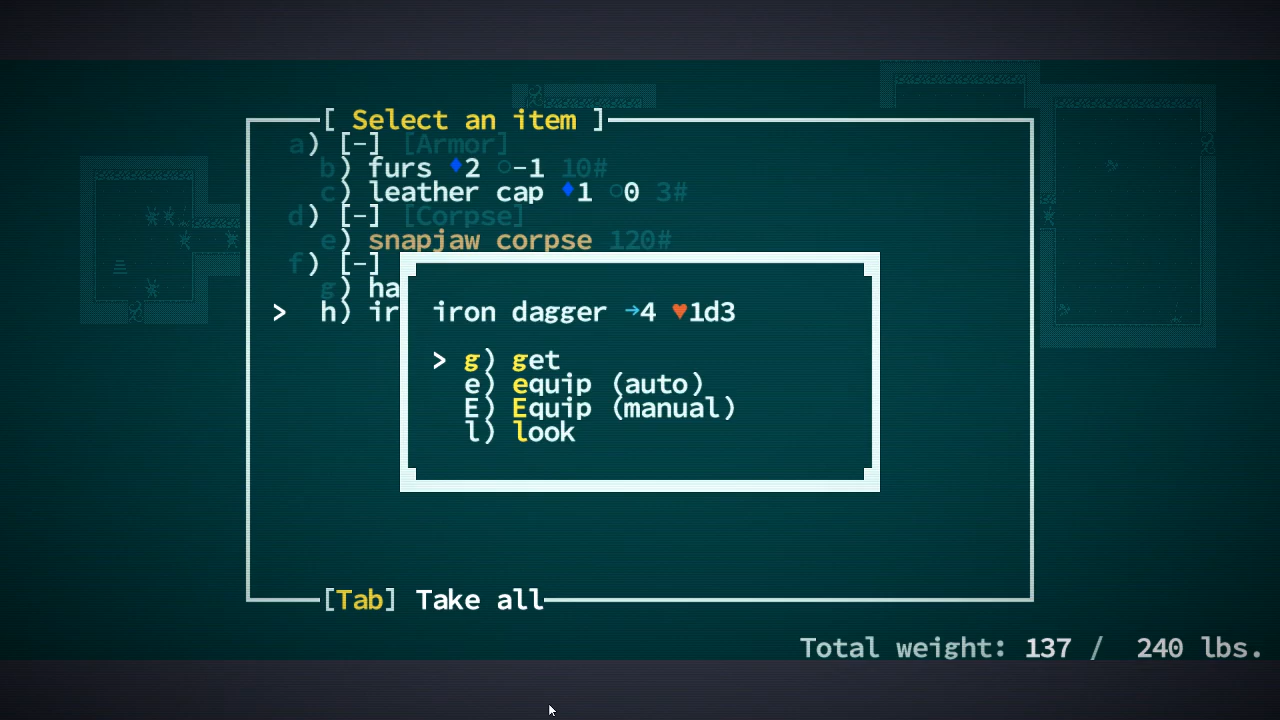 [ Select an item ]
a) [-] [Armor]
b) furs ♦2 ○-1 10#
c) leather cap ♦1 ○0 3#
d) [-] [Corpse]
e) snapjaw corpse 120#
f) [-]
g) ha
> h) ir
iron dagger →4 ♥1d3
> g) get
e) equip (auto)
E) Equip (manual)
l) look
[Tab] Take all
Total weight: 137 / 240 lbs.